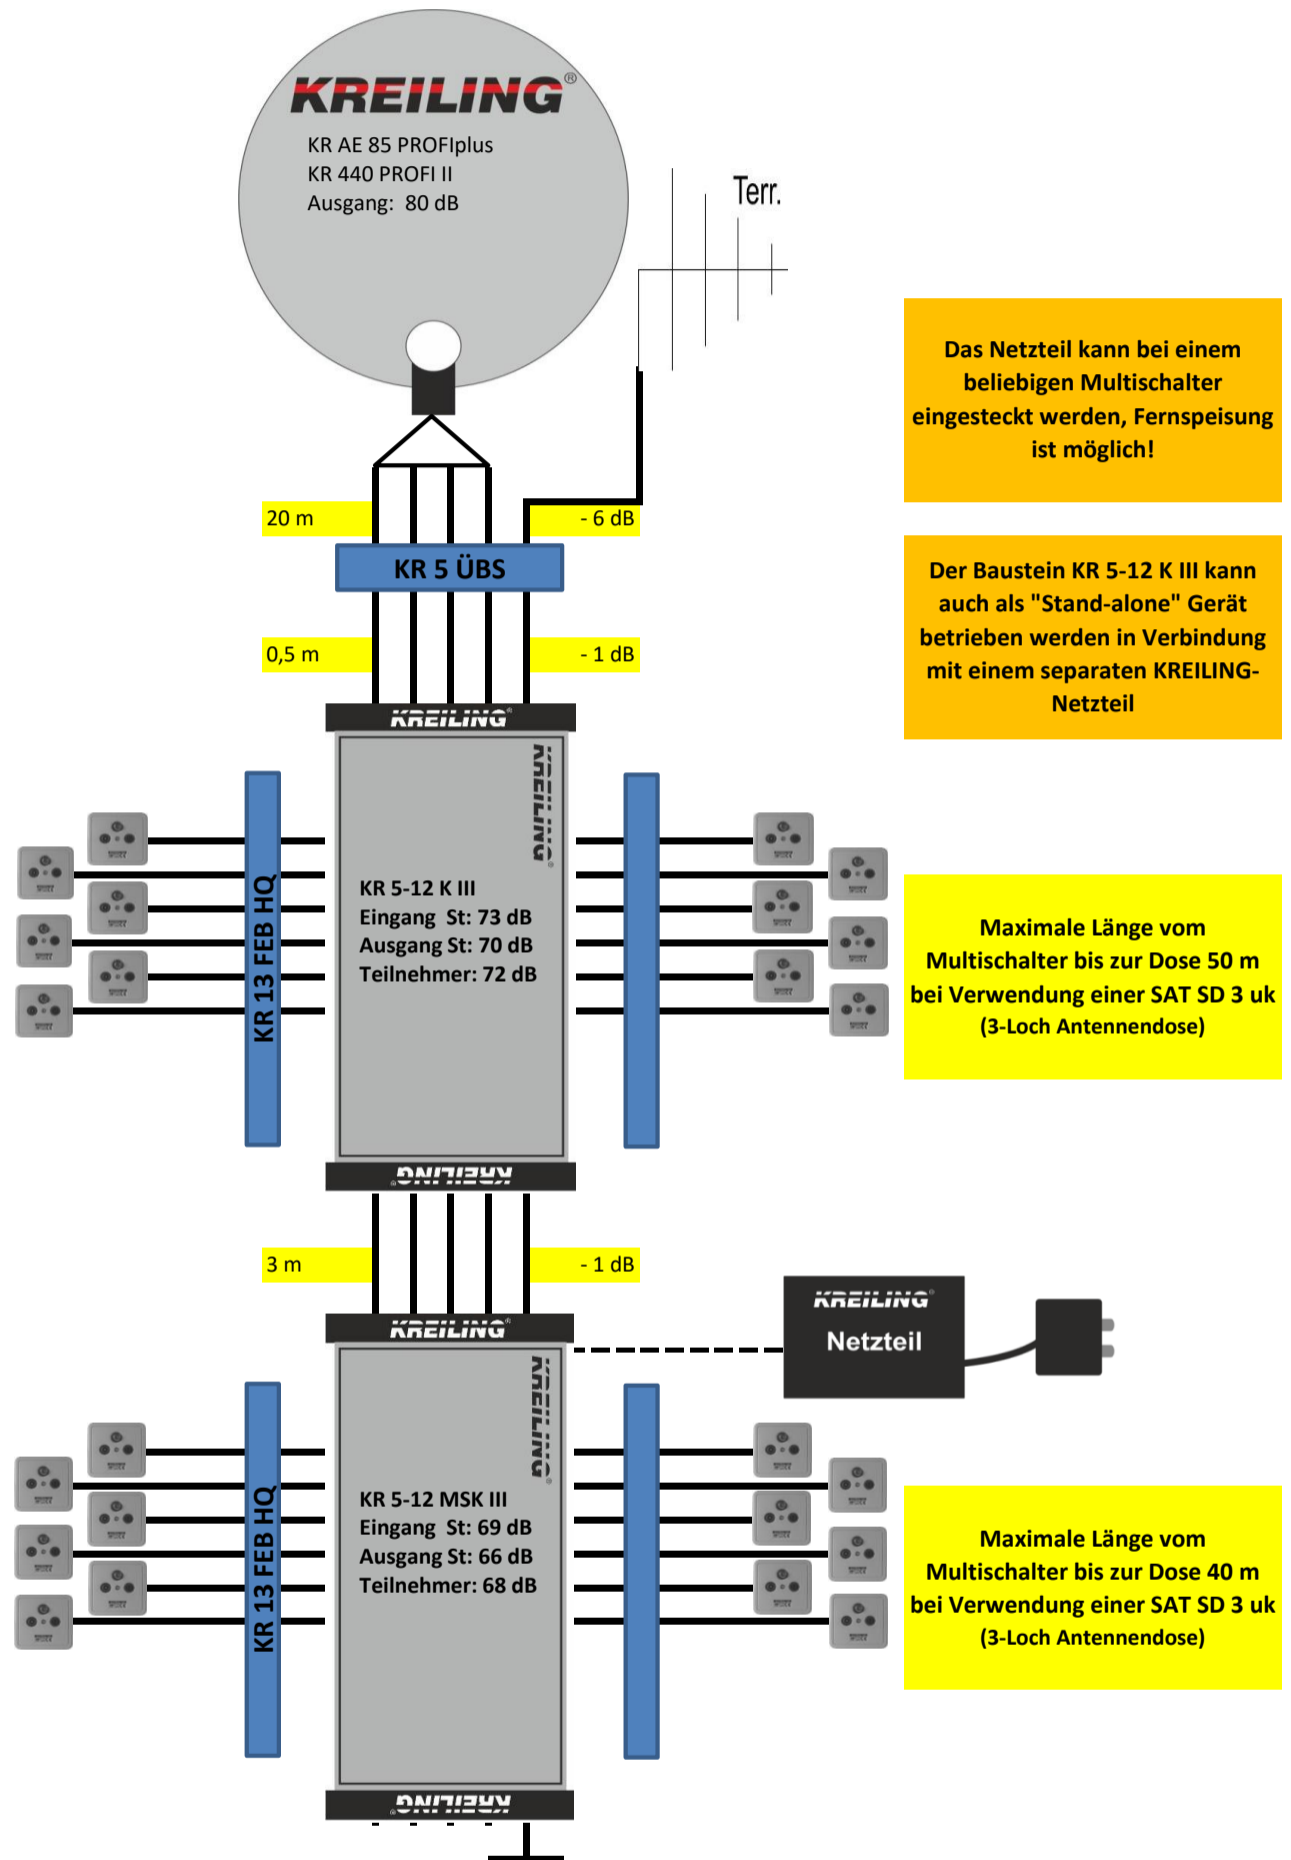 KREILING®
KR AE 85 PROFIplus
KR 440 PROFI II
Ausgang: 80 dB
Terr.
Das Netzteil kann bei einem
beliebigen Multischalter
eingesteckt werden, Fernspeisung
ist möglich!
20 m
- 6 dB
KR 5 ÜBS
Der Baustein KR 5-12 K III kann
auch als "Stand-alone" Gerät
betrieben werden in Verbindung
mit einem separaten KREILING-
Netzteil
0,5 m
- 1 dB
KREILING®
KREILING®
KR 13 FEB HQ
KR 5-12 K III
Eingang St: 73 dB
Ausgang St: 70 dB
Teilnehmer: 72 dB
Maximale Länge vom
Multischalter bis zur Dose 50 m
bei Verwendung einer SAT SD 3 uk
(3-Loch Antennendose)
KREILING®
3 m
- 1 dB
KREILING®
Netzteil
KREILING®
KREILING®
KR 13 FEB HQ
KR 5-12 MSK III
Eingang St: 69 dB
Ausgang St: 66 dB
Teilnehmer: 68 dB
Maximale Länge vom
Multischalter bis zur Dose 40 m
bei Verwendung einer SAT SD 3 uk
(3-Loch Antennendose)
KREILING®